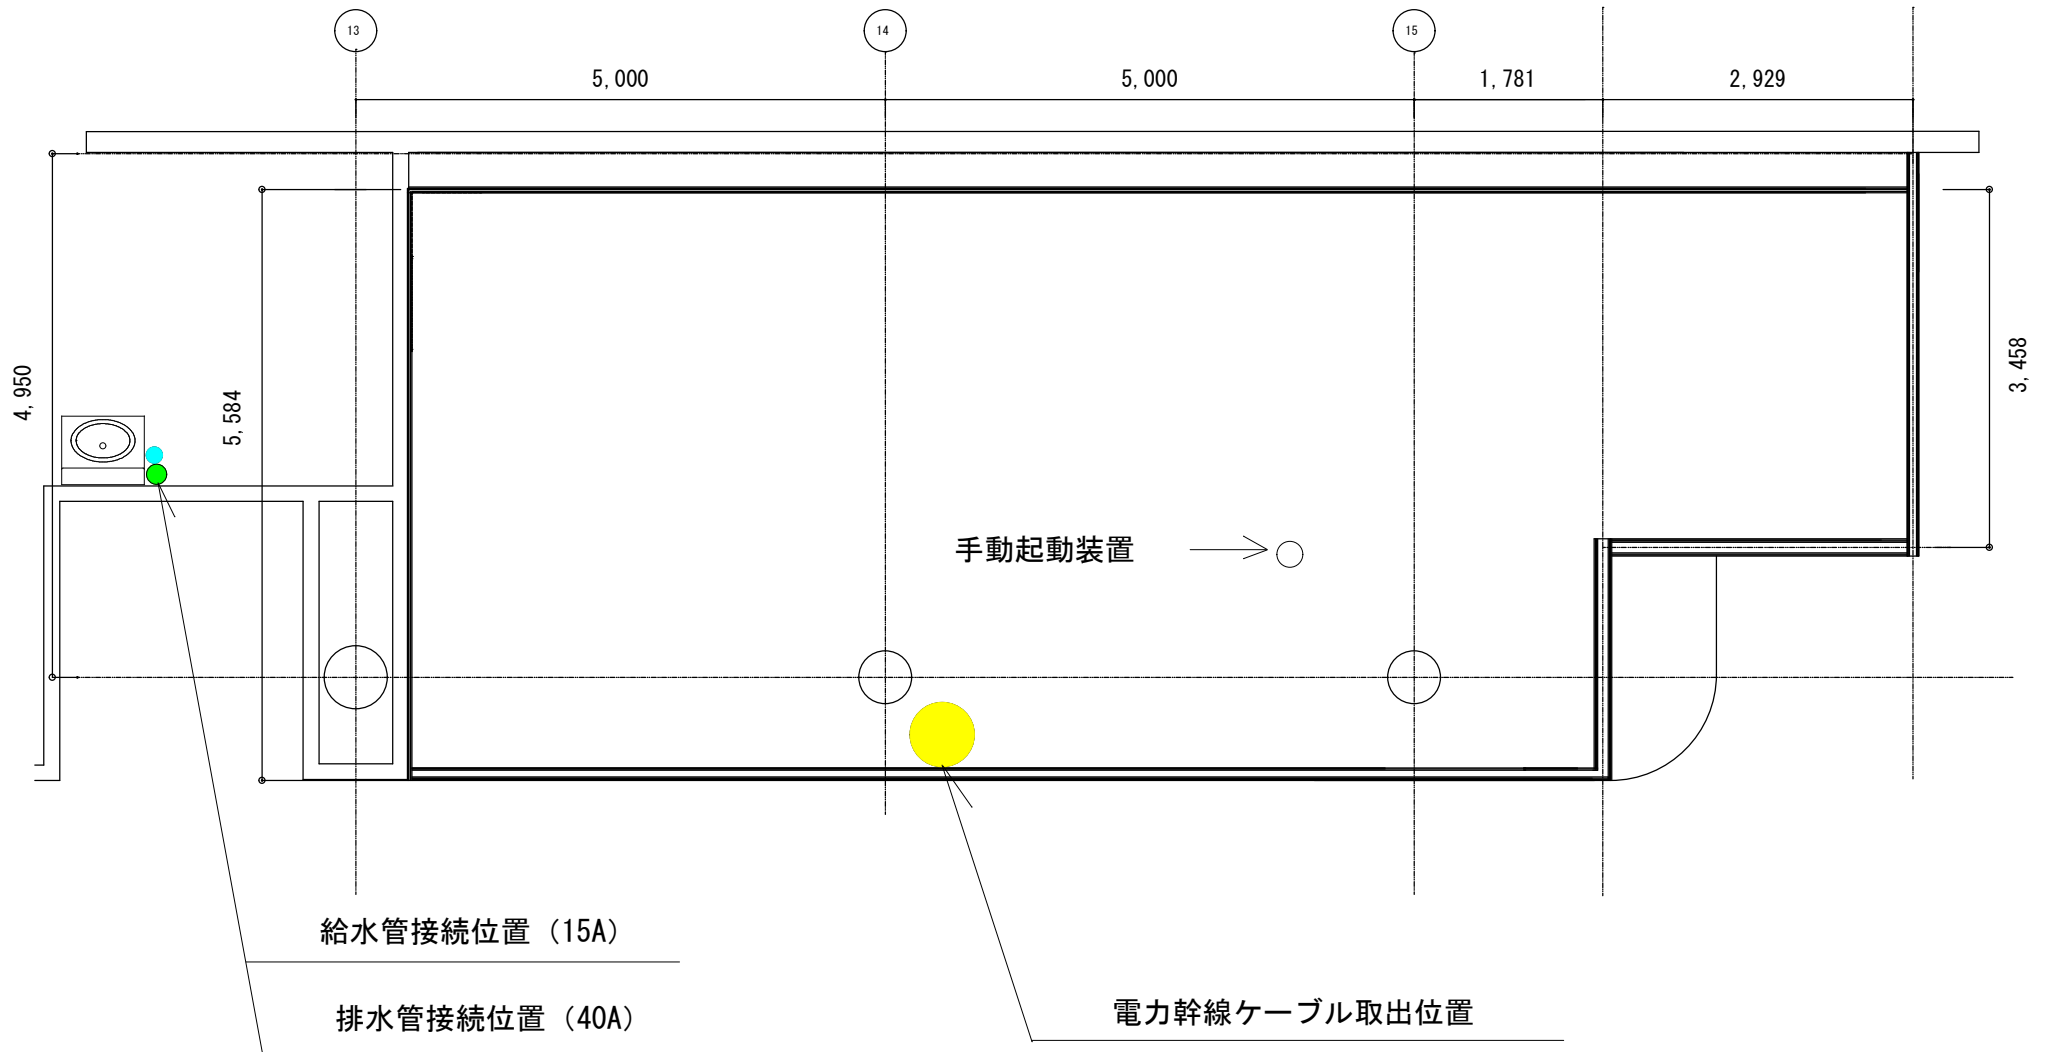 13
14
15
5,000
5,000
1,781
2,929
4,950
5,584
3,458
手動起動装置
給水管接続位置（15A）
排水管接続位置（40A）
電力幹線ケーブル取出位置